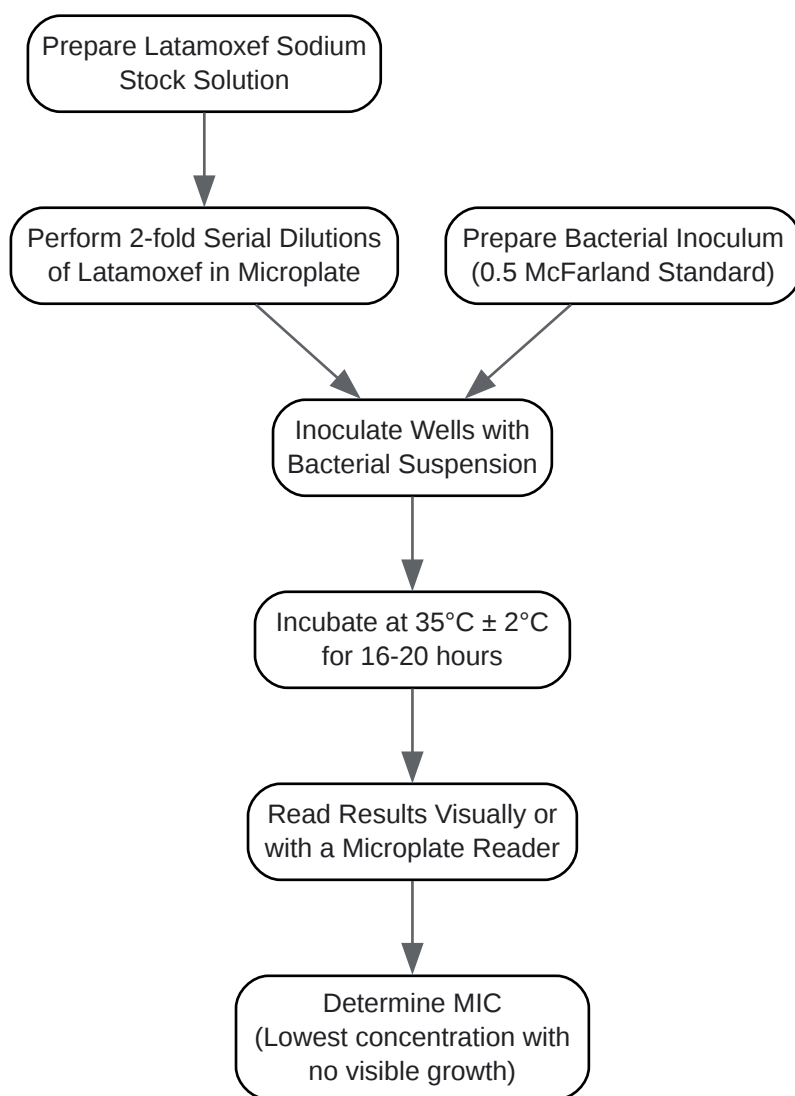 Prepare Latamoxef Sodium
Stock Solution
Perform 2-fold Serial Dilutions
of Latamoxef in Microplate
Prepare Bacterial Inoculum
(0.5 McFarland Standard)
Inoculate Wells with
Bacterial Suspension
Incubate at 35°C ± 2°C
for 16-20 hours
Read Results Visually or
with a Microplate Reader
Determine MIC
(Lowest concentration with
no visible growth)